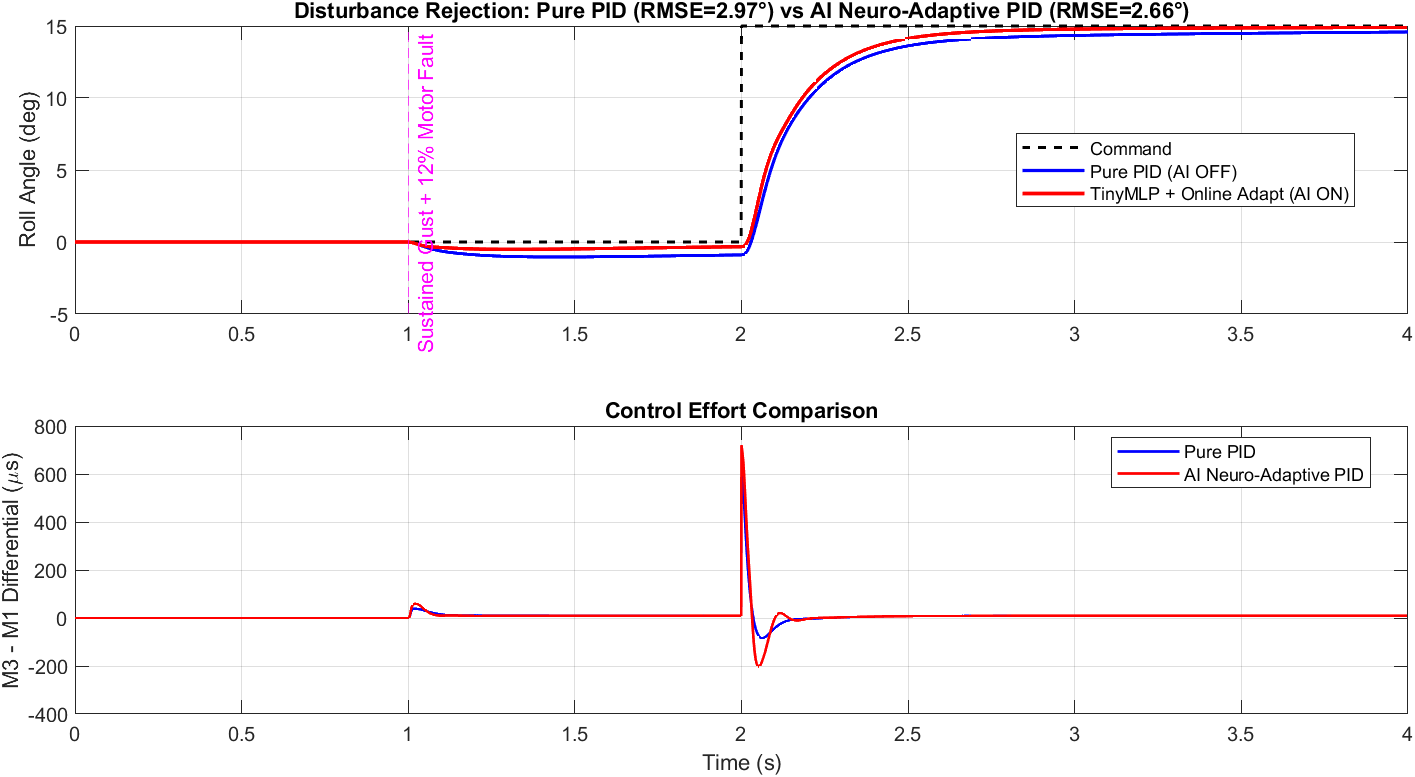 Disturbance Rejection: Pure PID (RMSE=2.97°) vs AI Neuro-Adaptive PID (RMSE=2.66°)
15
10
5
0
-5
Roll Angle (deg)
Sustained Gust + 12% Motor Fault
Command
Pure PID (AI OFF)
TinyMLP + Online Adapt (AI ON)
0 0.5 1 1.5 2 2.5 3 3.5 4
Control Effort Comparison
800
600
400
200
0
-200
-400
M3 - M1 Differential (μs)
Pure PID
AI Neuro-Adaptive PID
0 0.5 1 1.5 2 2.5 3 3.5 4
Time (s)